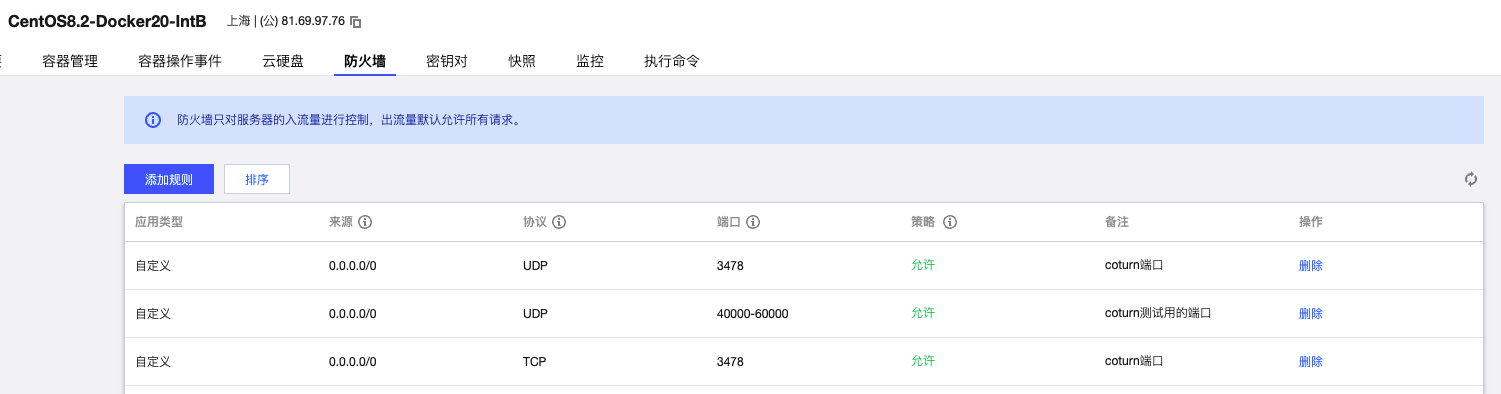 CentOS8.2-Docker20-IntB 上海 | (公) 81.69.97.76
容器管理 容器操作事件 云硬盘 防火墙 密钥对 快照 监控 执行命令
防火墙只对服务器的入流量进行控制，出流量默认允许所有请求。
添加规则 排序
应用类型 来源 协议 端口 策略 备注 操作
自定义 0.0.0.0/0 UDP 3478 允许 coturn端口 删除
自定义 0.0.0.0/0 UDP 40000-60000 允许 coturn测试用的端口 删除
自定义 0.0.0.0/0 TCP 3478 允许 coturn端口 删除